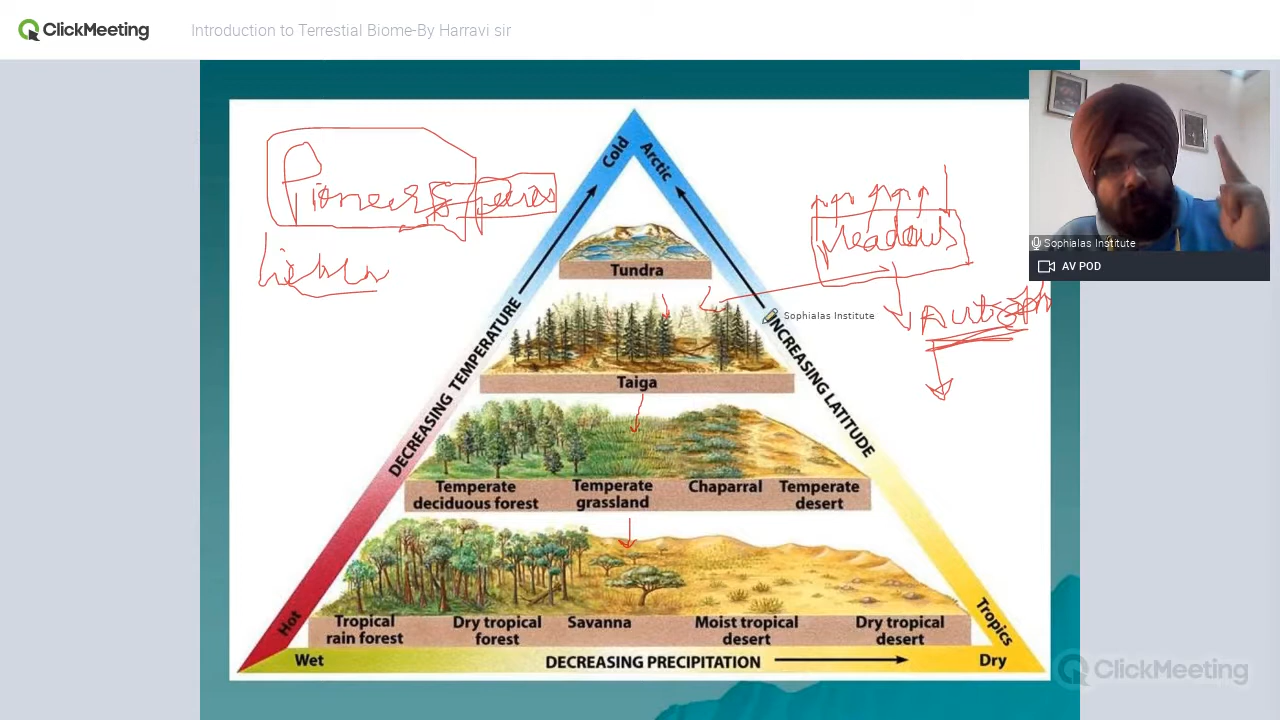 ClickMeeting
Introduction to Terrestial Biome-By Harravi sir
Cold
Arctic
Pioneer Species
Meadows
Sophialas Institute
AV POD
Tundra
DECREASING TEMPERATURE
INCREASING LATITUDE
Sophialas Institute
Taiga
Temperate deciduous forest
Temperate grassland
Chaparral
Temperate desert
Hot
Tropics
Tropical rain forest
Dry tropical forest
Savanna
Moist tropical desert
Dry tropical desert
Wet
DECREASING PRECIPITATION
Dry
ClickMeeting